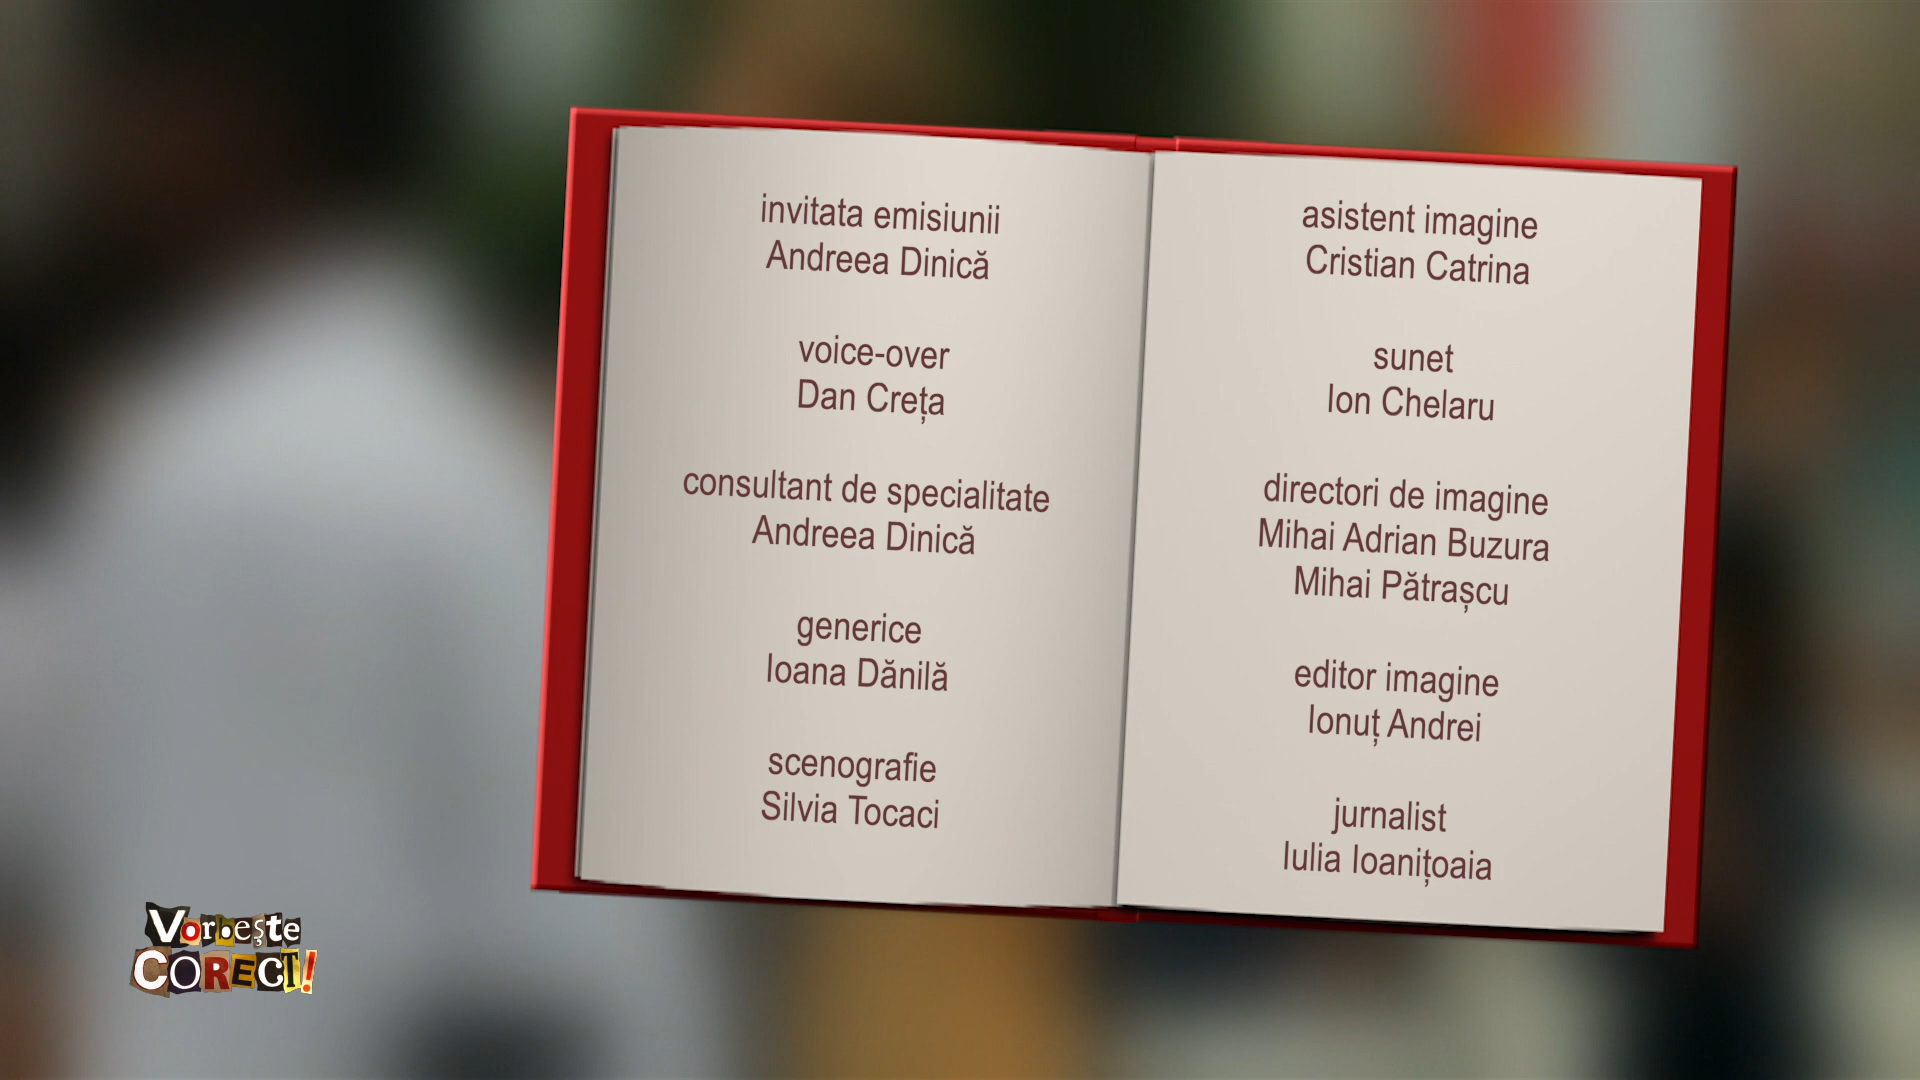 invitata emisiunii
Andreea Dinică
voice-over
Dan Creța
consultant de specialitate
Andreea Dinică
generice
Ioana Dănilă
scenografie
Silvia Tocaci
asistent imagine
Cristian Catrina
sunet
Ion Chelaru
directori de imagine
Mihai Adrian Buzura
Mihai Pătrașcu
editor imagine
Ionuț Andrei
jurnalist
Iulia Ioanițoaia
Vorbește
CORECT!